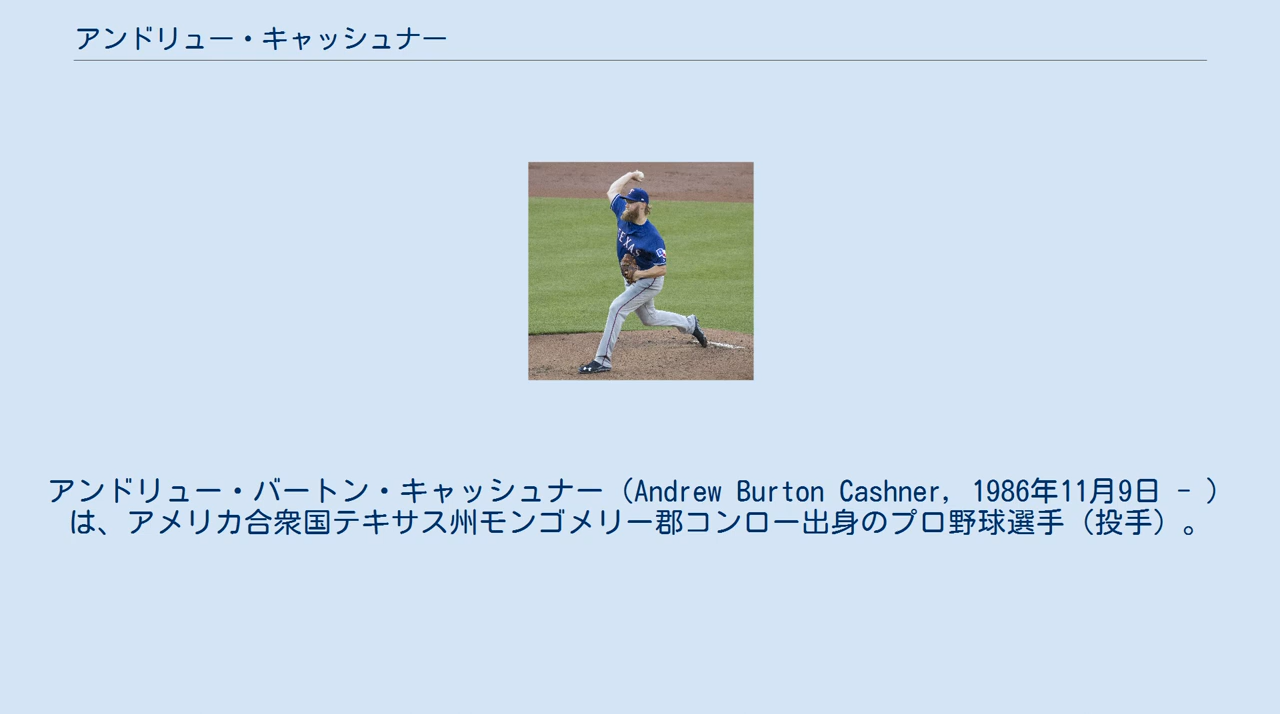 アンドリュー・キャッシュナー
TEXAS
アンドリュー・バートン・キャッシュナー（Andrew Burton Cashner, 1986年11月9日 - ）
は、アメリカ合衆国テキサス州モンゴメリー郡コンロー出身のプロ野球選手（投手）。